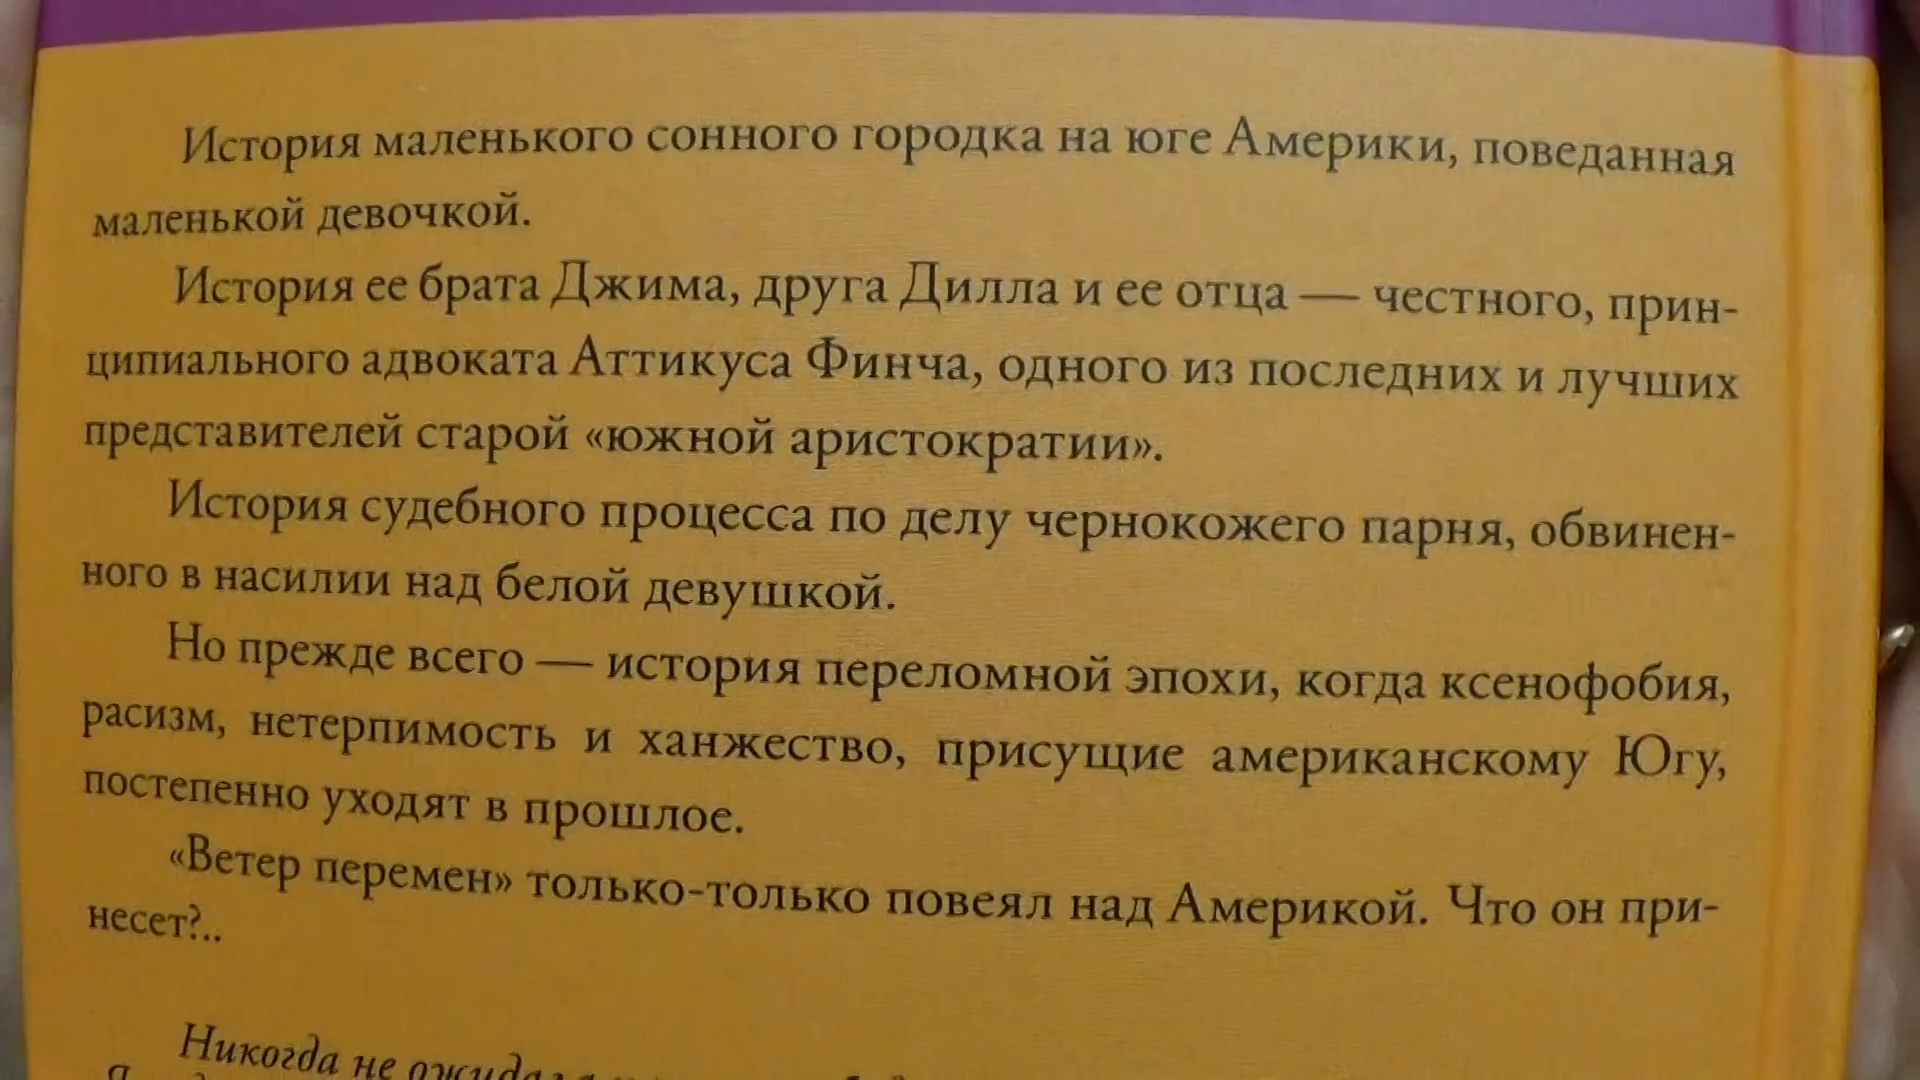 История маленького сонного городка на юге Америки, поведанная
маленькой девочкой.
История ее брата Джима, друга Дилла и ее отца — честного, прин-
ципиального адвоката Аттикуса Финча, одного из последних и лучших
представителей старой «южной аристократии».
История судебного процесса по делу чернокожего парня, обвинен-
ного в насилии над белой девушкой.
Но прежде всего — история переломной эпохи, когда ксенофобия,
расизм, нетерпимость и ханжество, присущие американскому Югу,
постепенно уходят в прошлое.
«Ветер перемен» только-только повеял над Америкой. Что он при-
несет?..
Никогда не